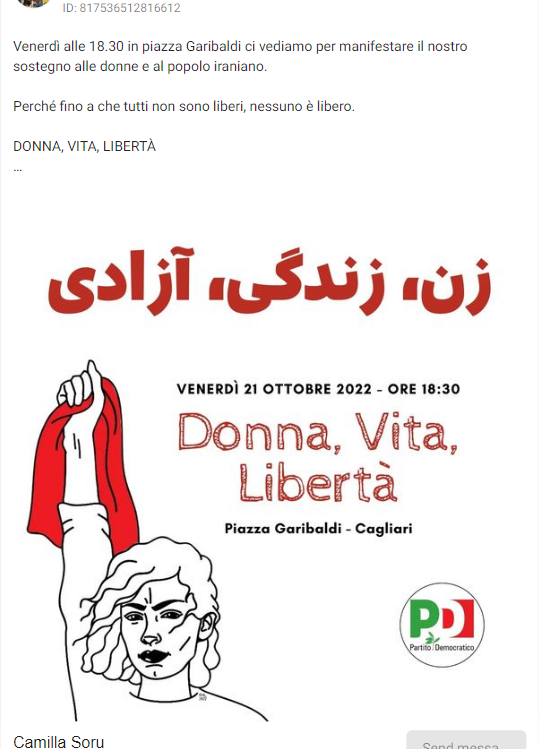 ID: 817536512816612
Venerdì alle 18.30 in piazza Garibaldi ci vediamo per manifestare il nostro
sostegno alle donne e al popolo iraniano.
Perché fino a che tutti non sono liberi, nessuno è libero.
DONNA, VITA, LIBERTÀ
...
زن، زندگی، آزادی
VENERDÌ 21 OTTOBRE 2022 - ORE 18:30
Donna, Vita,
Libertà
Piazza Garibaldi - Cagliari
PD
Partito Democratico
Camilla Soru
Send messa